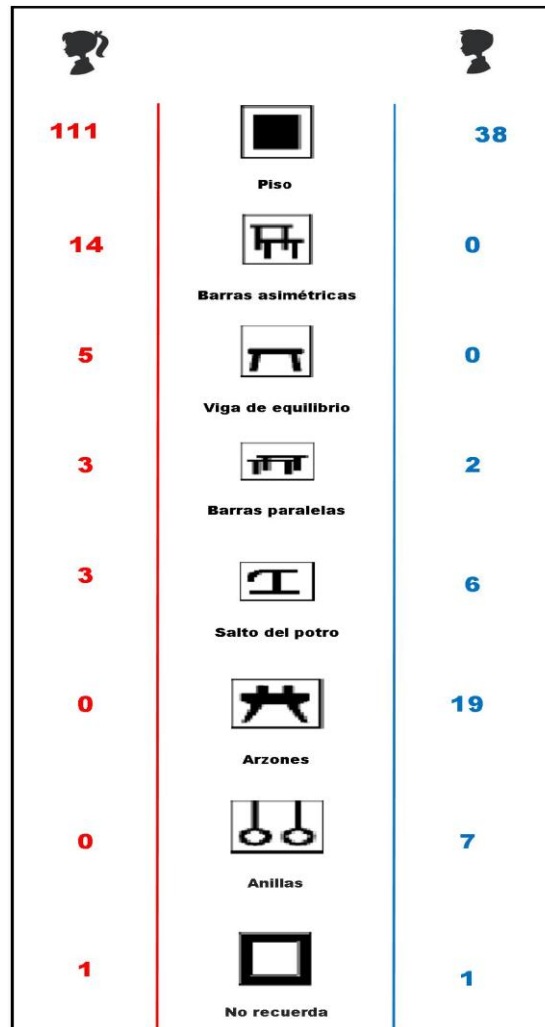 111 38
Piso
14 0
Barras asimétricas
5 0
Viga de equilibrio
3 2
Barras paralelas
3 6
Salto del potro
0 19
Arzones
0 7
Anillas
1 1
No recuerda